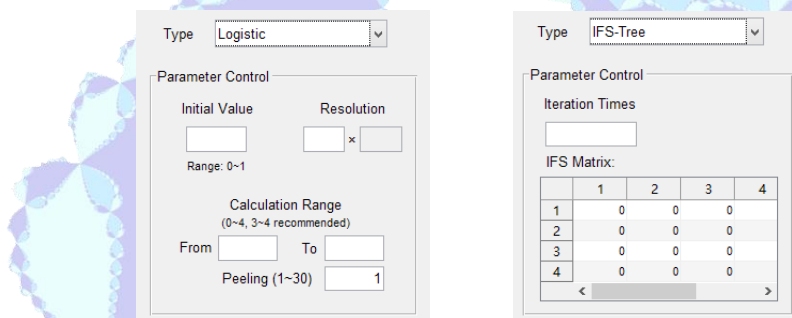 Type Logistic
Parameter Control
Initial Value Resolution
×
Range: 0~1
Calculation Range
(0~4, 3~4 recommended)
From To
Peeling (1~30) 1
Type IFS-Tree
Parameter Control
Iteration Times
IFS Matrix:
1 2 3 4
1 0 0 0
2 0 0 0
3 0 0 0
4 0 0 0